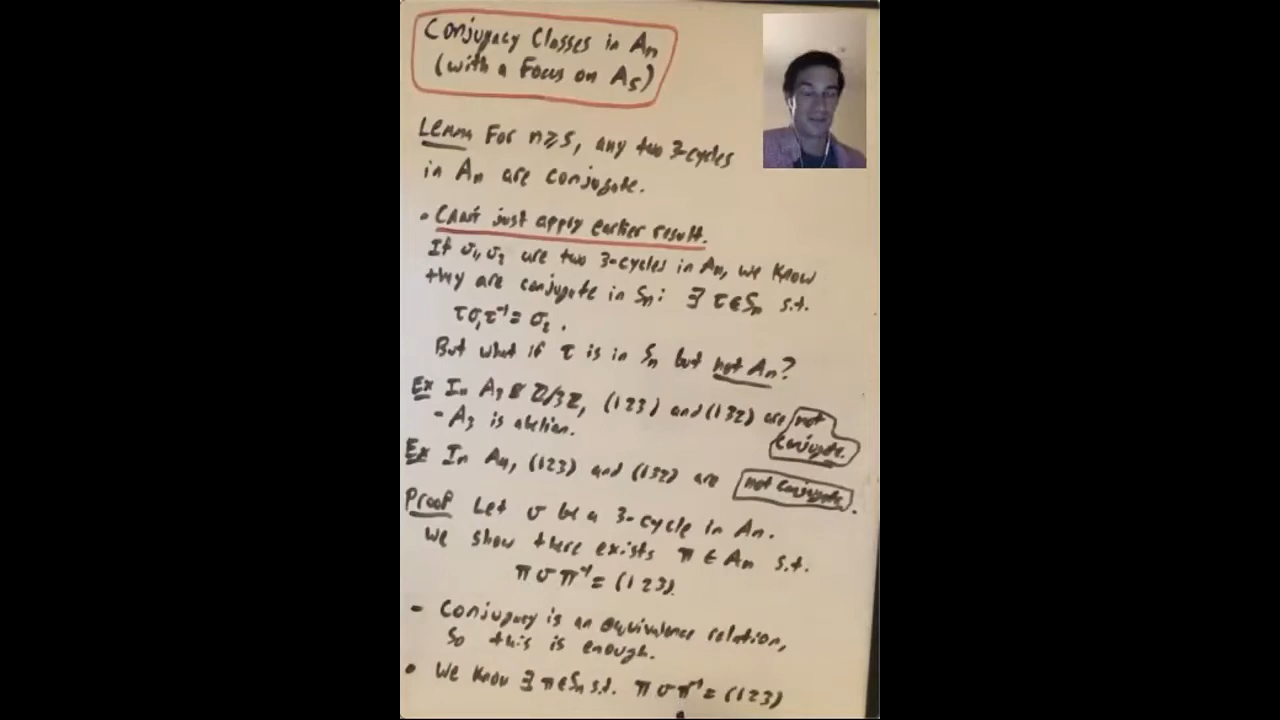 Conjugacy Classes in Aₙ
(with a Focus on A₅)
Lemma For n≥5, any two 3-cycles
in Aₙ are conjugate.
• Can't just apply earlier result.
If σ₁,σ₂ are two 3-cycles in Aₙ, we know
they are conjugate in Sₙ: ∃ τ∈Sₙ s.t.
τσ₁τ⁻¹=σ₂.
But what if τ is in Sₙ but not Aₙ?
Ex In A₃ ≅ ℤ/3ℤ, (123) and (132) are not
conjugate.
- A₃ is abelian.
Ex In A₄, (123) and (132) are not conjugate.
Proof Let σ be a 3-cycle in Aₙ.
We show there exists π ∈ Aₙ s.t.
πσπ⁻¹=(123).
- Conjugacy is an equivalence relation,
so this is enough.
• We know ∃ π∈Sₙ s.t. πσπ⁻¹=(123)